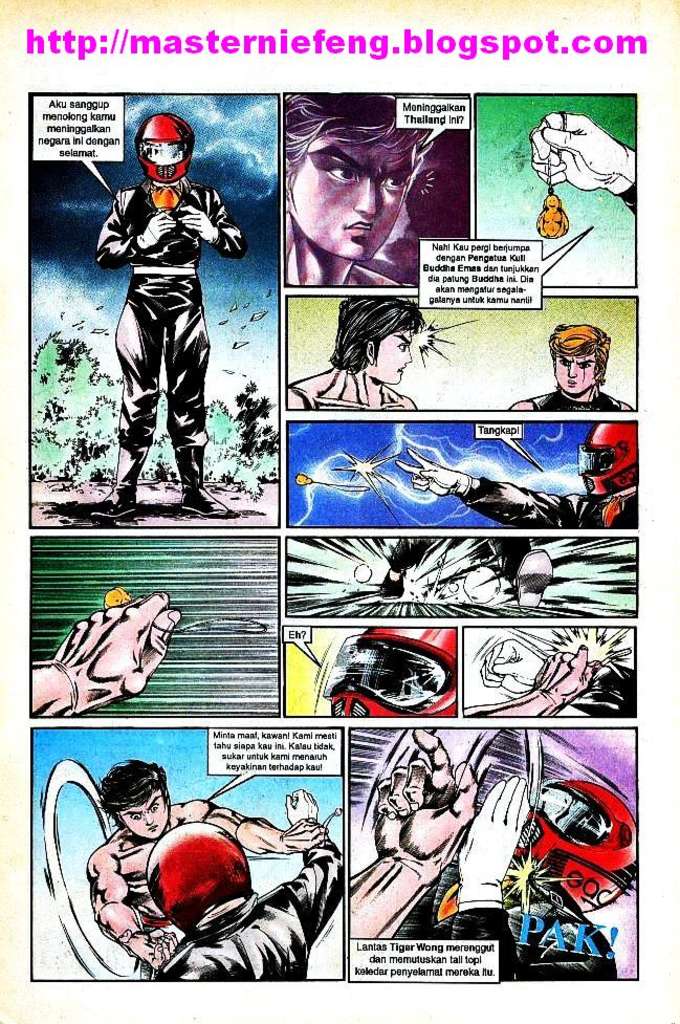 http://masterniefeng.blogspot.com
Aku sanggup
menolong kamu
meninggalkan
negara ini dengan
selamat.
Meninggalkan
Thailand ini?
Nah! Kau pergi berjumpa
dengan Pengetua Kuil
Buddha Emas dan tunjukkan
dia patung Buddha ini. Dia
akan mengatur segala-
galanya untuk kamu nanti!
Tangkap!
Eh?
Minta maaf, kawan! Kami mesti
tahu siapa kau ini. Kalau tidak,
sukar untuk kami menaruh
keyakinan terhadap kau!
PAK!
Lantas Tiger Wong merenggut
dan memutuskan tali topi
keledar penyelamat mereka itu.